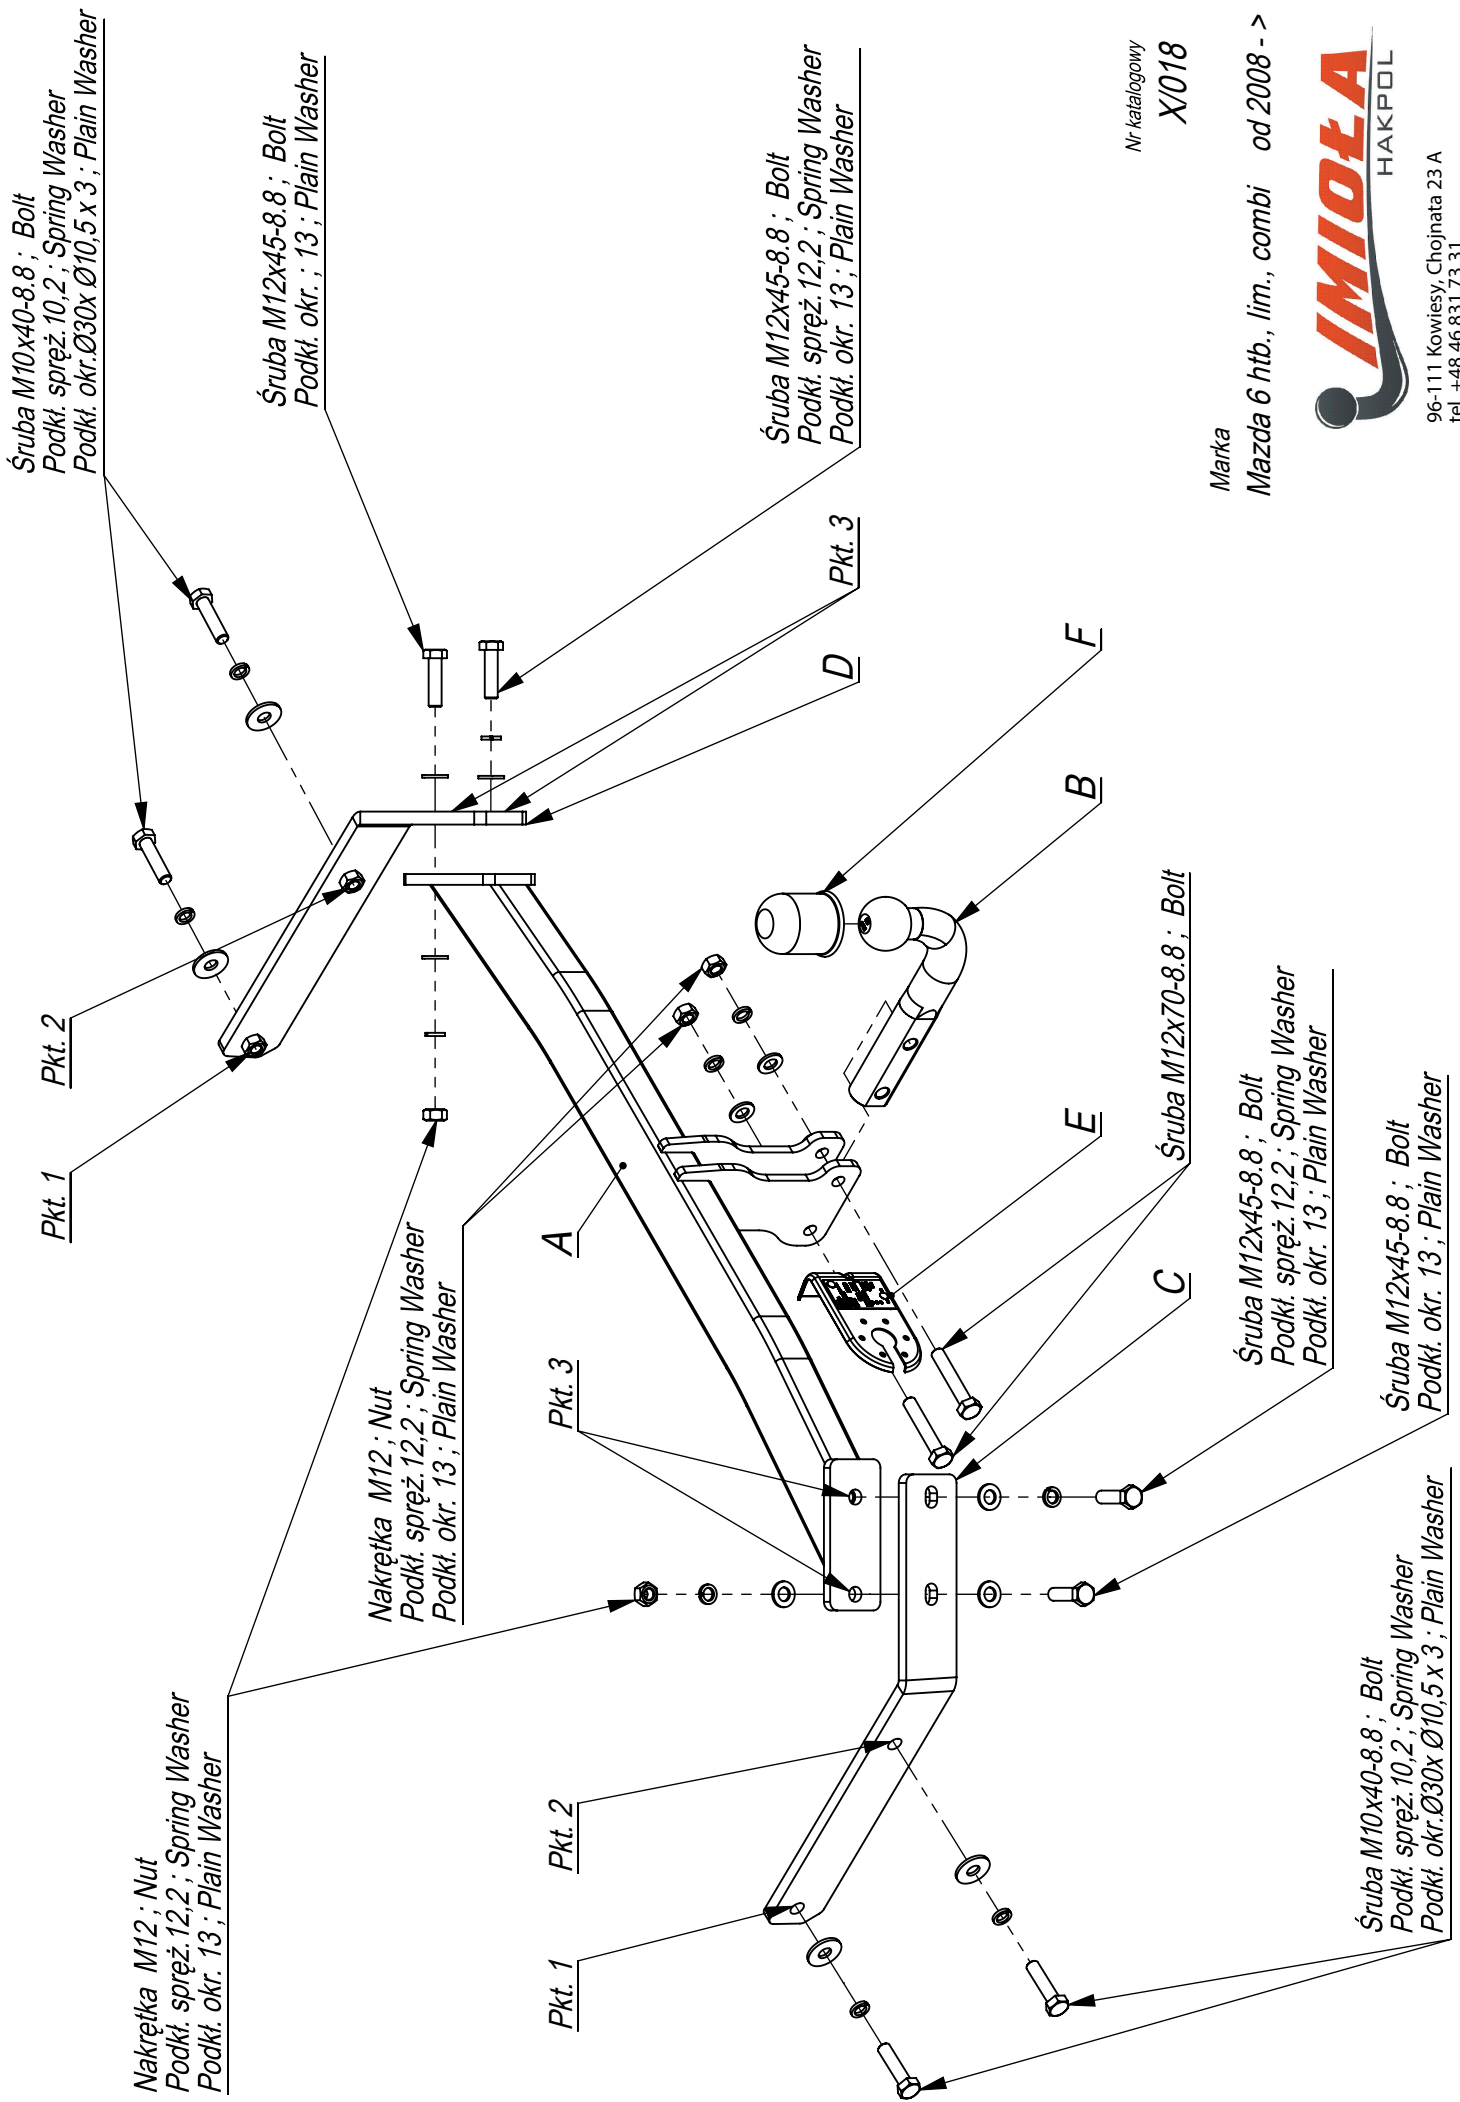 Nakrętka M12 ; Nut
Podkł. spręż.12,2 ; Spring Washer
Podkł. okr. 13 ; Plain Washer
Pkt. 1
Pkt. 2
Śruba M10x40-8.8 ; Bolt
Podkł. spręż.10,2 ; Spring Washer
Podkł. okr.Ø30x Ø10,5 x 3 ; Plain Washer
Śruba M12x45-8.8 ; Bolt
Podkł. okr. ; 13 ; Plain Washer
Nakrętka M12 ; Nut
Podkł. spręż.12,2 ; Spring Washer
Podkł. okr. 13 ; Plain Washer
Pkt. 1
Pkt. 2
Pkt. 3
A
Pkt. 3
D
Śruba M12x45-8.8 ; Bolt
Podkł. spręż.12,2 ; Spring Washer
Podkł. okr. 13 ; Plain Washer
E
B
F
C
Śruba M12x70-8.8 ; Bolt
Śruba M12x45-8.8 ; Bolt
Podkł. spręż.12,2 ; Spring Washer
Podkł. okr. 13 ; Plain Washer
Śruba M12x45-8.8 ; Bolt
Podkł. okr. 13 ; Plain Washer
Śruba M10x40-8.8 ; Bolt
Podkł. spręż.10,2 ; Spring Washer
Podkł. okr.Ø30x Ø10,5 x 3 ; Plain Washer
Nr katalogowy
X/018
Marka
Mazda 6 htb., lim., combi od 2008 - >
IMIOŁA
HAKPOL
96-111 Kowiesy, Chojnata 23 A
tel. +48 46 831 73 31